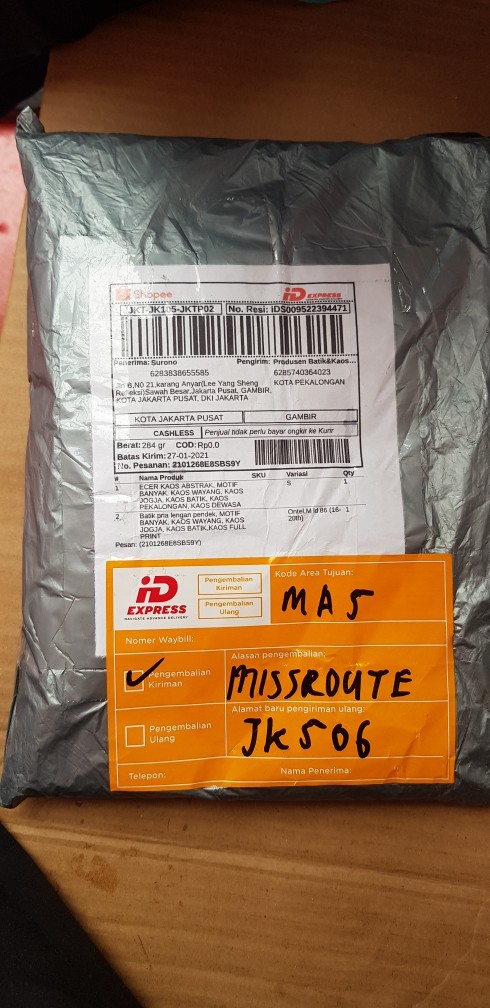 Shopee
iD EXPRESS
JKT-JK105-JKTP02 No. Resi: IDS009522394471
Penerima: Surono Pengirim: Produsen Batik&Kaos...
6283838655585 6285740364023
Jln B,N0 21,karang Anyar(Lee Yang Sheng KOTA PEKALONGAN
Refleksi)Sawah Besar,Jakarta Pusat, GAMBIR,
KOTA JAKARTA PUSAT, DKI JAKARTA
KOTA JAKARTA PUSAT GAMBIR
CASHLESS Penjual tidak perlu bayar ongkir ke Kurir
Berat: 284 gr COD: Rp0.0
Batas Kirim: 27-01-2021
No. Pesanan: 2101268E8SBS9Y
# Nama Produk SKU Variasi Qty
1 ECER KAOS ABSTRAK, MOTIF S 1
BANYAK, KAOS WAYANG, KAOS
JOGJA, KAOS BATIK, KAOS
PEKALONGAN, KAOS DEWASA
2 Batik pria lengan pendek, MOTIF Ontel,M ld 86 (16- 1
BANYAK, KAOS WAYANG, KAOS 20th)
JOGJA, KAOS BATIK,KAOS FULL
PRINT
Pesan: (2101268E8SBS9Y)
iD
EXPRESS
NAVIGATE ADVANCE DELIVERY
Pengembalian
Kiriman
Pengembalian
Ulang
Kode Area Tujuan:
MA5
Nomer Waybill:
Pengembalian
Kiriman
Alasan pengembalian:
MISSROUTE
Pengembalian
Ulang
Alamat baru pengiriman ulang:
JK506
Telepon: Nama Penerima: